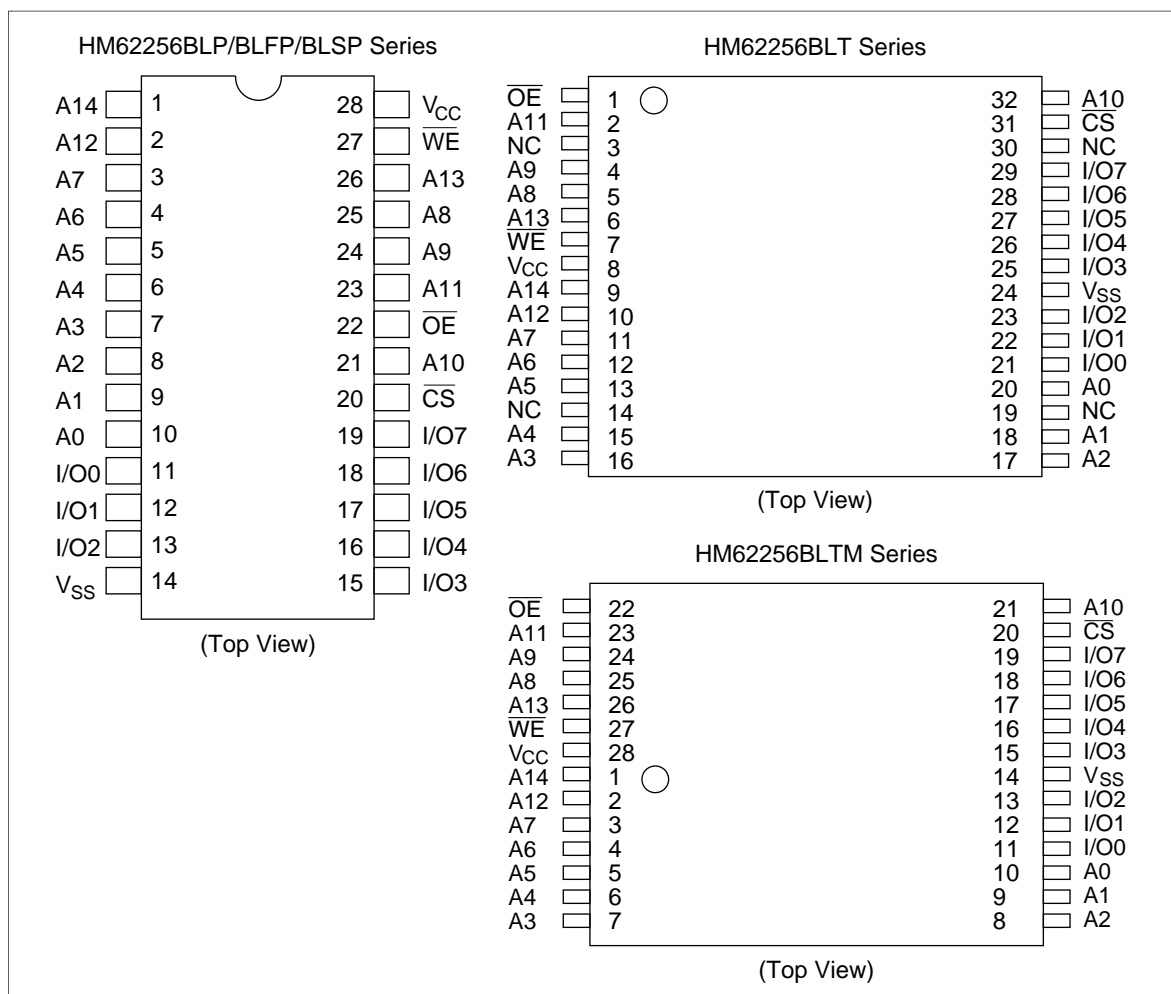 HM62256BLP/BLFP/BLSP Series
A14 1 28 VCC
A12 2 27 W̅E̅
A7 3 26 A13
A6 4 25 A8
A5 5 24 A9
A4 6 23 A11
A3 7 22 O̅E̅
A2 8 21 A10
A1 9 20 C̅S̅
A0 10 19 I/O7
I/O0 11 18 I/O6
I/O1 12 17 I/O5
I/O2 13 16 I/O4
VSS 14 15 I/O3
(Top View)
HM62256BLT Series
O̅E̅ 1 32 A10
A11 2 31 C̅S̅
NC 3 30 NC
A9 4 29 I/O7
A8 5 28 I/O6
A13 6 27 I/O5
W̅E̅ 7 26 I/O4
VCC 8 25 I/O3
A14 9 24 VSS
A12 10 23 I/O2
A7 11 22 I/O1
A6 12 21 I/O0
A5 13 20 A0
NC 14 19 NC
A4 15 18 A1
A3 16 17 A2
(Top View)
HM62256BLTM Series
O̅E̅ 22 21 A10
A11 23 20 C̅S̅
A9 24 19 I/O7
A8 25 18 I/O6
A13 26 17 I/O5
W̅E̅ 27 16 I/O4
VCC 28 15 I/O3
A14 1 14 VSS
A12 2 13 I/O2
A7 3 12 I/O1
A6 4 11 I/O0
A5 5 10 A0
A4 6 9 A1
A3 7 8 A2
(Top View)